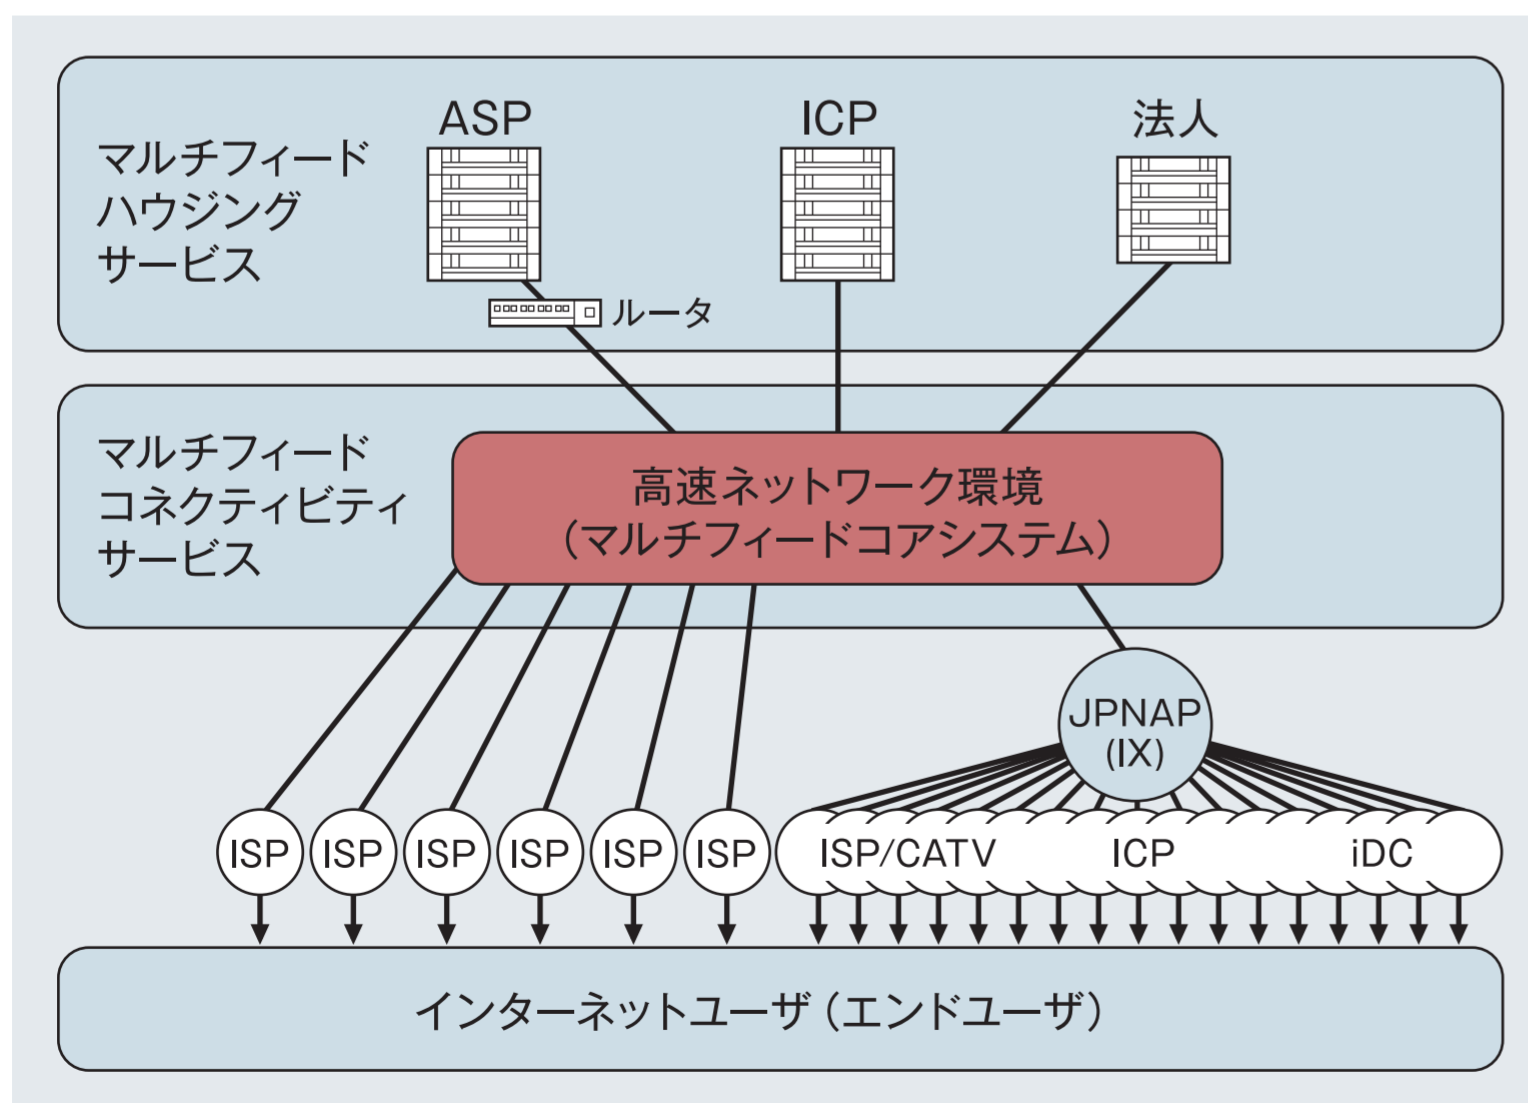 マルチフィード
ハウジング
サービス
ASP
ICP
法人
ルータ
マルチフィード
コネクティビティ
サービス
高速ネットワーク環境
（マルチフィードコアシステム）
JPNAP
(IX)
ISP
ISP
ISP
ISP
ISP
ISP
ISP/CATV
ICP
iDC
インターネットユーザ（エンドユーザ）